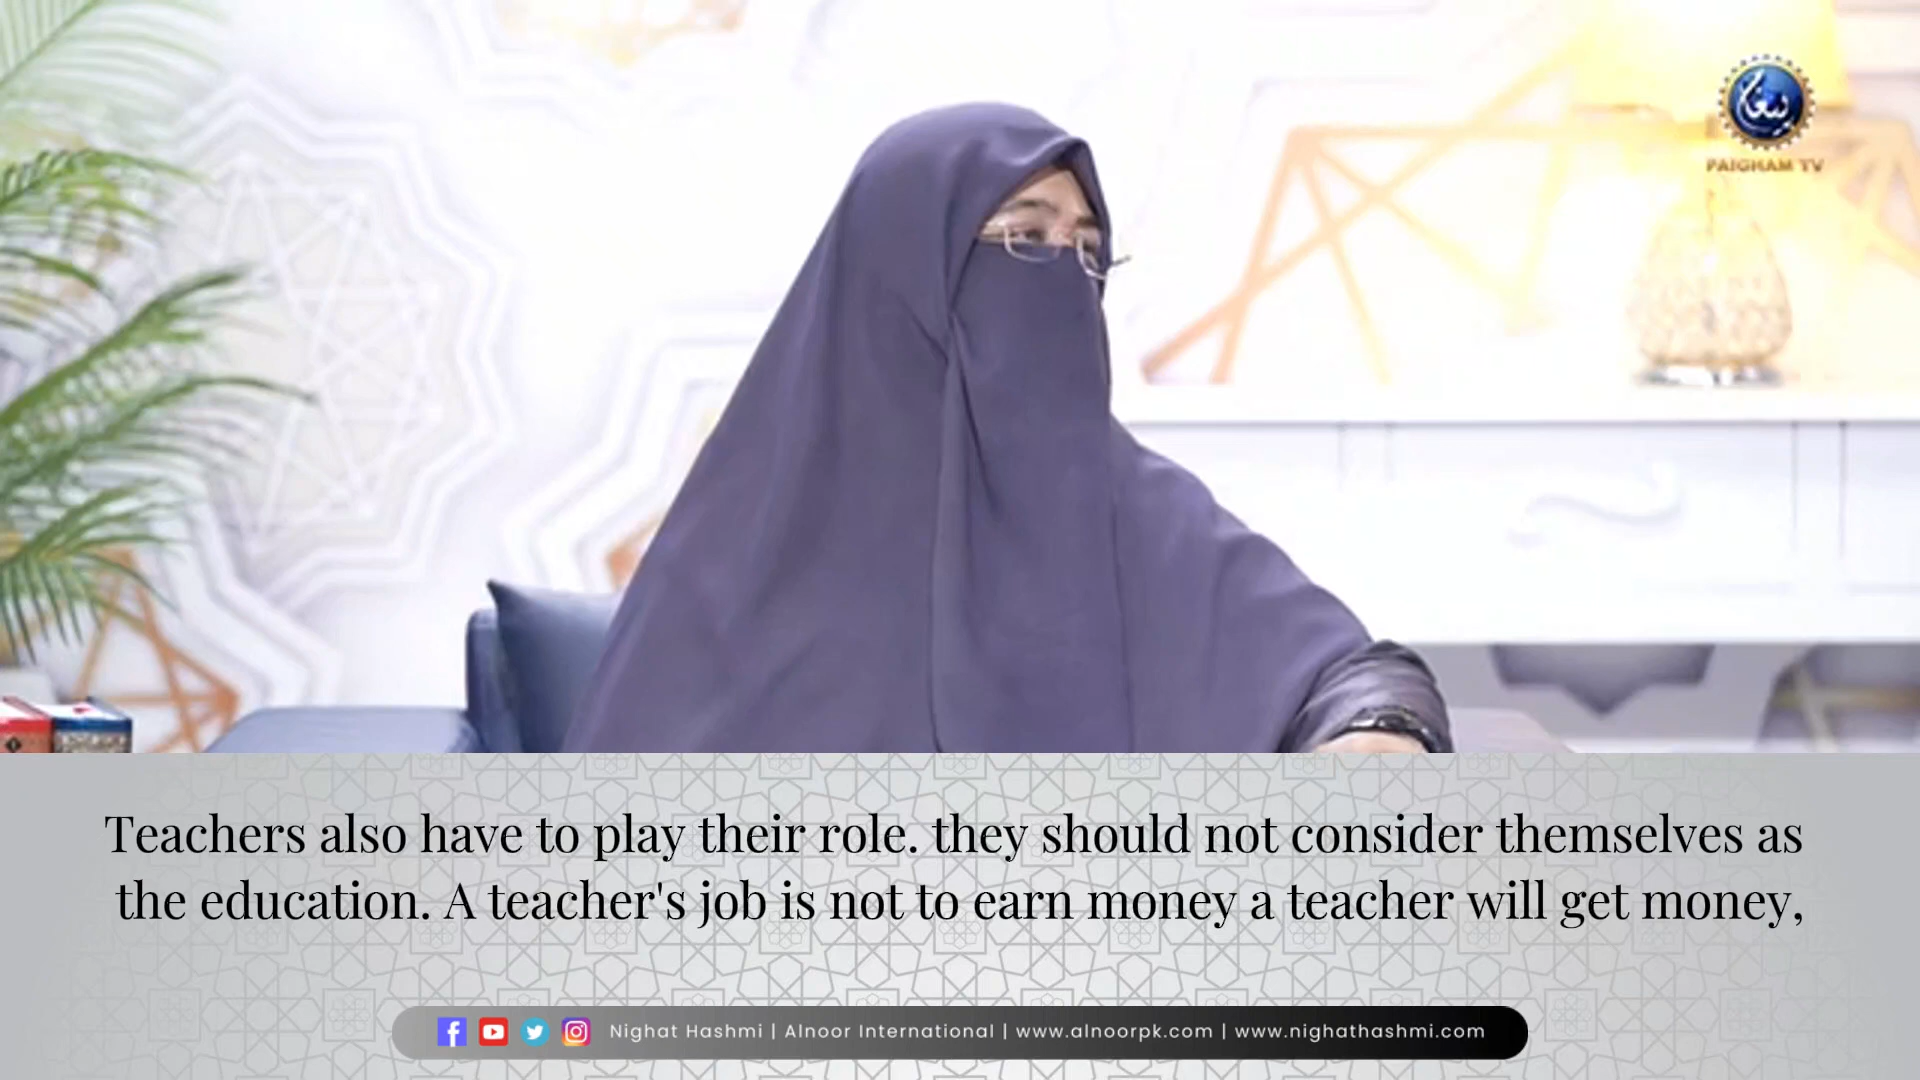 پیغام
PAIGHAM TV
Teachers also have to play their role. they should not consider themselves as
the education. A teacher's job is not to earn money a teacher will get money,
Nighat Hashmi | Alnoor International | www.alnoorpk.com | www.nighathashmi.com